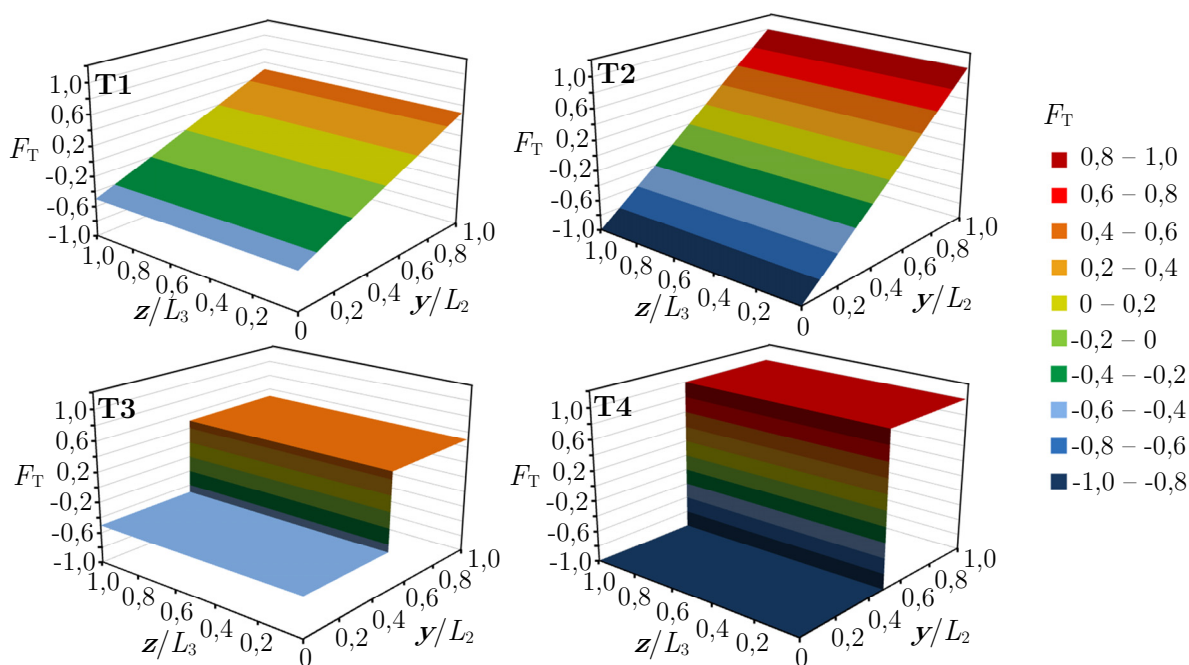 T1
1,0
0,6
0,2
-0,2
-0,6
-1,0
F_T
1,0
0,8
0,6
0,4
0,2
0
z/L_3
0,2
0,4
0,6
0,8
1,0
y/L_2
T2
1,0
0,6
0,2
-0,2
-0,6
-1,0
F_T
1,0
0,8
0,6
0,4
0,2
0
z/L_3
0,2
0,4
0,6
0,8
1,0
y/L_2
T3
1,0
0,6
0,2
-0,2
-0,6
-1,0
F_T
1,0
0,8
0,6
0,4
0,2
0
z/L_3
0,2
0,4
0,6
0,8
1,0
y/L_2
T4
1,0
0,6
0,2
-0,2
-0,6
-1,0
F_T
1,0
0,8
0,6
0,4
0,2
0
z/L_3
0,2
0,4
0,6
0,8
1,0
y/L_2
F_T
0,8 – 1,0
0,6 – 0,8
0,4 – 0,6
0,2 – 0,4
0 – 0,2
-0,2 – 0
-0,4 – -0,2
-0,6 – -0,4
-0,8 – -0,6
-1,0 – -0,8